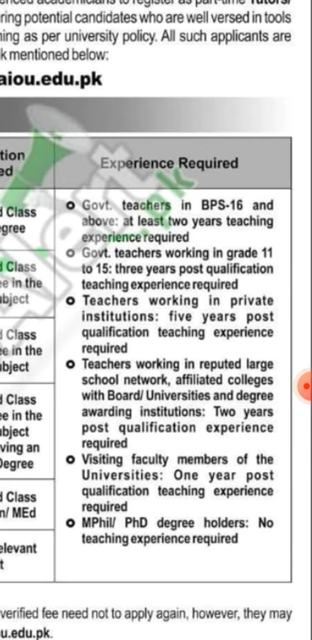 ring potential candidates who are well versed in tools
ning as per university policy. All such applicants are
k mentioned below:
aiou.edu.pk
tion
ed
Experience Required
d Class
egree
d Class
ee in the
bject
d Class
ee in the
ubject
d Class
ee in the
ubject
ving an
Degree
d Class
n/ MEd
elevant
t
Govt. teachers in BPS-16 and
above: at least two years teaching
experience required
Govt. teachers working in grade 11
to 15: three years post qualification
teaching experience required
Teachers working in private
institutions: five years post
qualification teaching experience
required
Teachers working in reputed large
school network, affiliated colleges
with Board/ Universities and degree
awarding institutions: Two years
post qualification experience
required
Visiting faculty members of the
Universities: One year post
qualification teaching experience
required
MPhil/ PhD degree holders: No
teaching experience required
verified fee need not to apply again, however, they may
u.edu.pk.